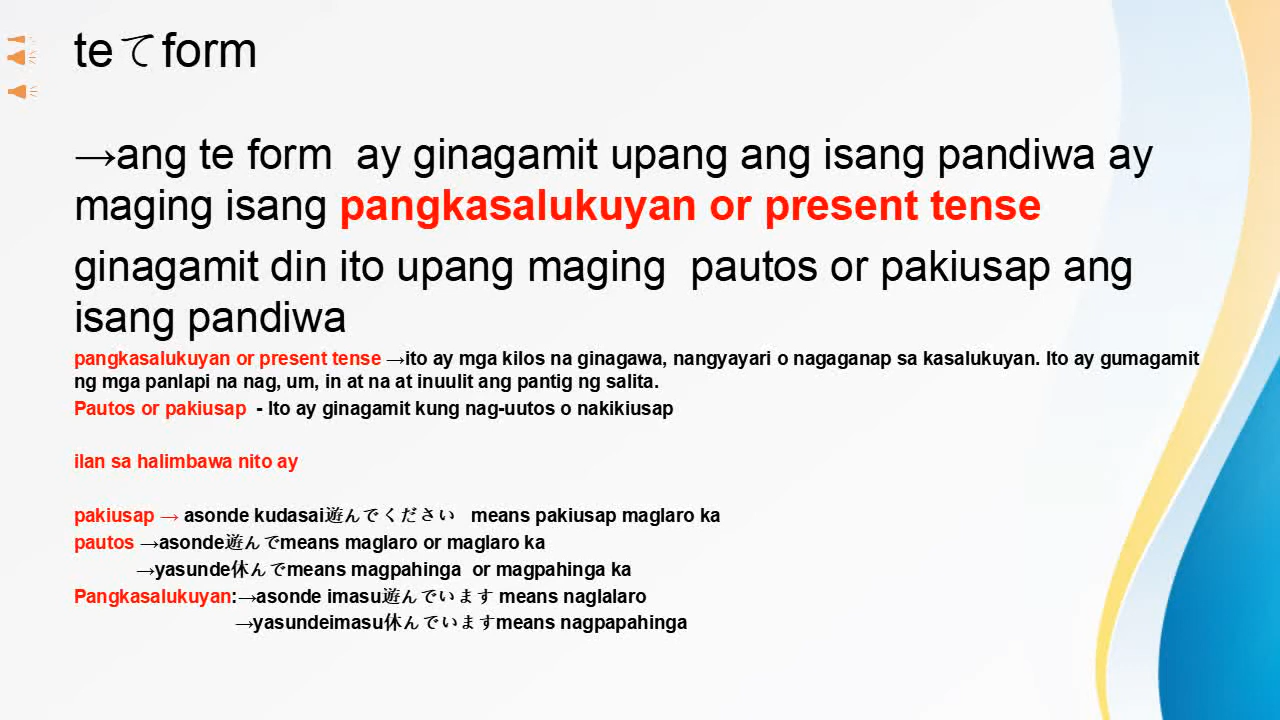 teてform
→ang te form ay ginagamit upang ang isang pandiwa ay
maging isang pangkasalukuyan or present tense
ginagamit din ito upang maging pautos or pakiusap ang
isang pandiwa
pangkasalukuyan or present tense →ito ay mga kilos na ginagawa, nangyayari o nagaganap sa kasalukuyan. Ito ay gumagamit
ng mga panlapi na nag, um, in at na at inuulit ang pantig ng salita.
Pautos or pakiusap - Ito ay ginagamit kung nag-uutos o nakikiusap
ilan sa halimbawa nito ay
pakiusap → asonde kudasai遊んでください means pakiusap maglaro ka
pautos →asonde遊んでmeans maglaro or maglaro ka
→yasunde休んでmeans magpahinga or magpahinga ka
Pangkasalukuyan:→asonde imasu遊んでいます means naglalaro
→yasundeimasu休んでいますmeans nagpapahinga